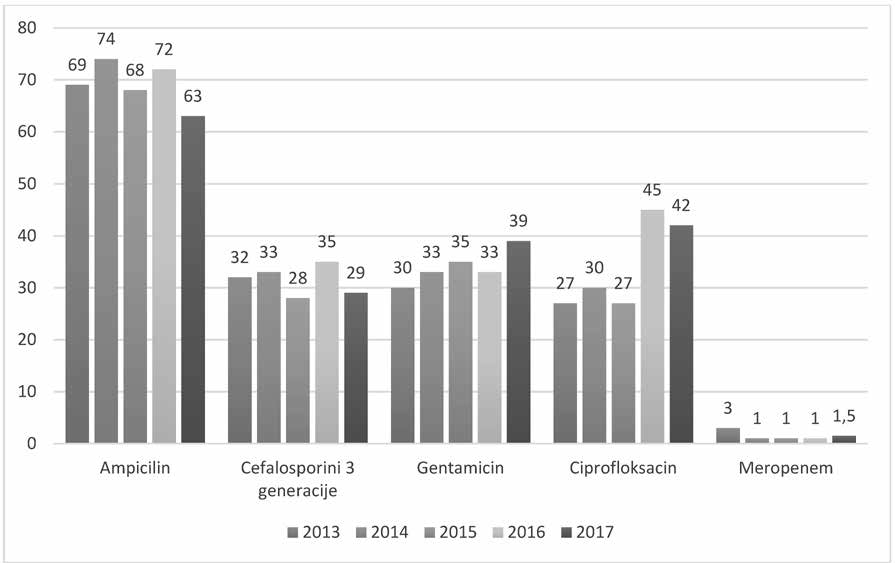 80
70
60
50
40
30
20
10
0
69 74 68 72 63
32 33 28 35 29
30 33 35 33 39
27 30 27 45 42
3 1 1 1 1,5
Ampicilin
Cefalosporini 3
generacije
Gentamicin
Ciprofloksacin
Meropenem
2013 2014 2015 2016 2017